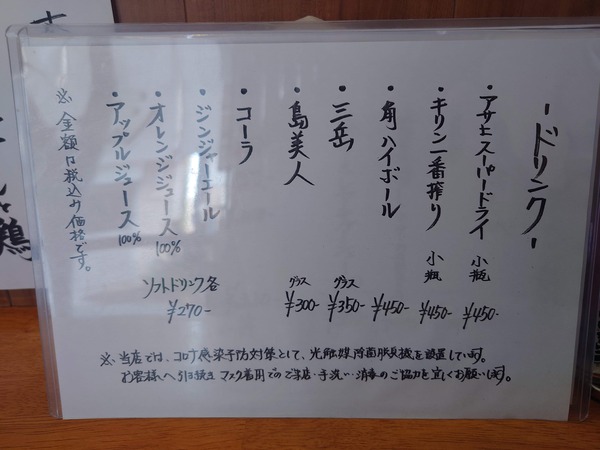 ードリンクー
・アサヒスーパードライ 小瓶 ¥450-
・キリン一番搾り 小瓶 ¥450-
・角ハイボール ¥450-
・三岳 グラス ¥350-
・島美人 グラス ¥300-
・コーラ
・ジンジャーエール
・オレンジジュース 100%
・アップルジュース 100%
ソフトドリンク各
¥270-
※金額は税込み価格です。
※当店では、コロナ感染予防対策として、光触媒除菌脱臭機を設置しています。
お客様へ引き続きマスク着用でのご来店・手洗い・消毒のご協力を宜しくお願いします。
鶏